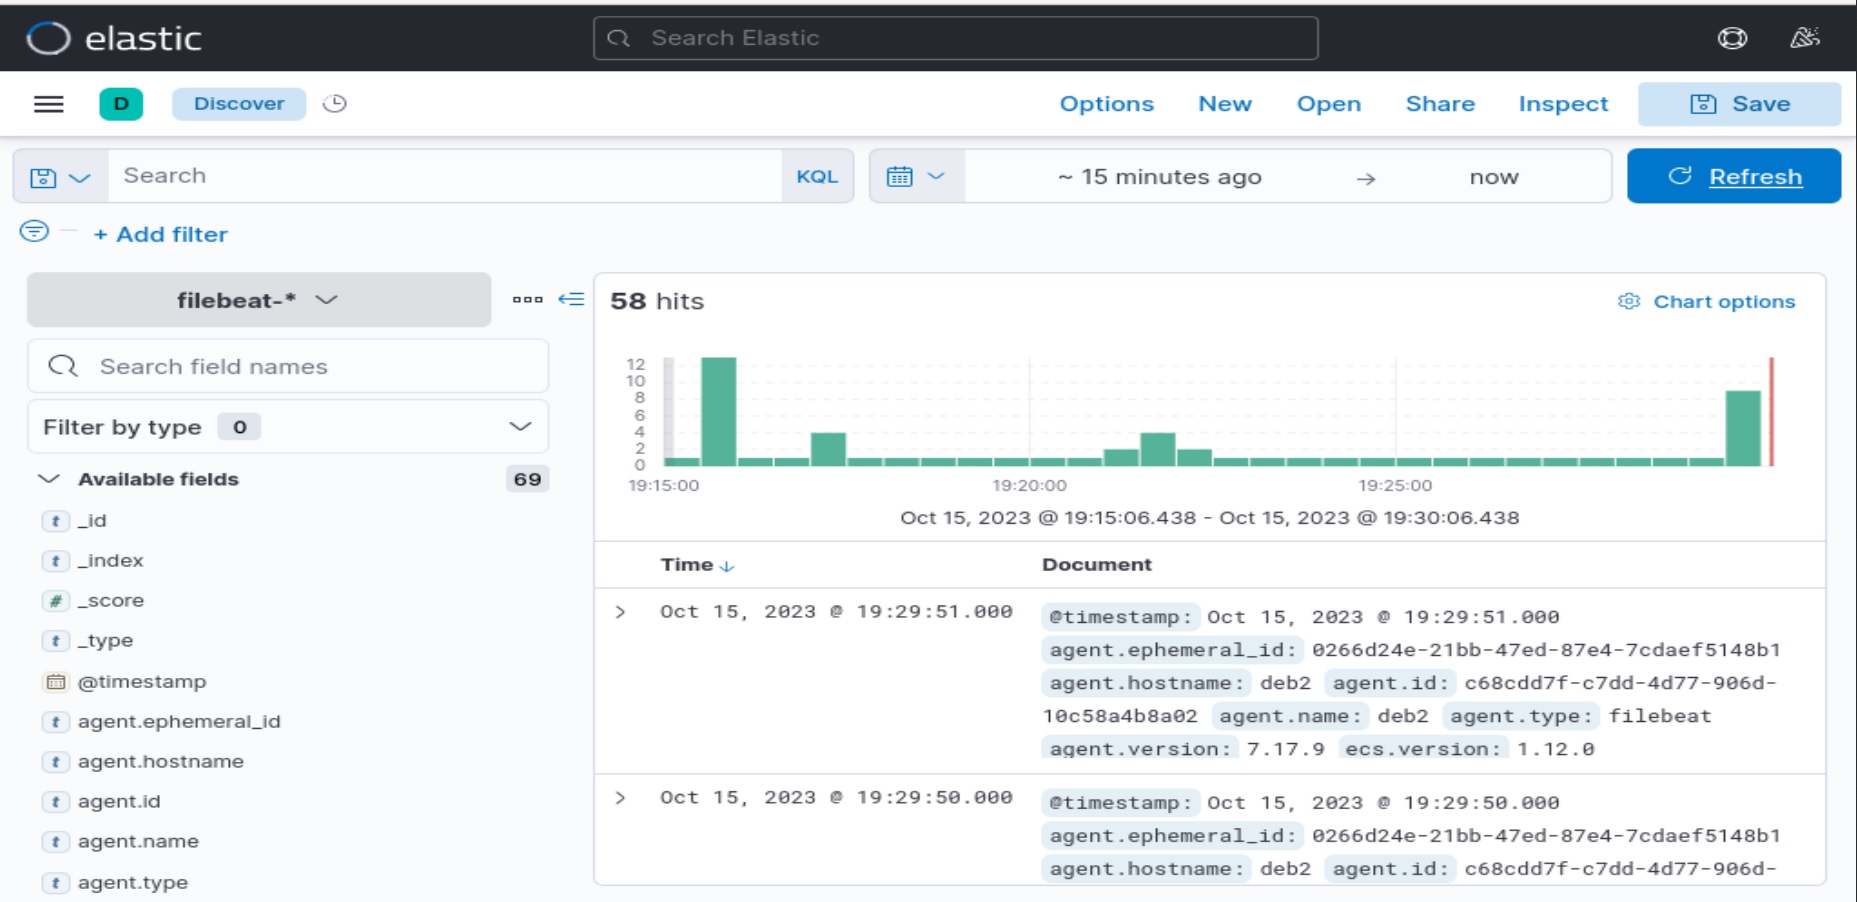 elastic
Search Elastic
D Discover Options New Open Share Inspect Save
Search KQL ~ 15 minutes ago → now Refresh
+ Add filter
filebeat-*
Search field names
Filter by type 0
Available fields 69
t _id
t _index
# _score
t _type
@timestamp
t agent.ephemeral_id
t agent.hostname
t agent.id
t agent.name
t agent.type
58 hits Chart options
12
10
8
6
4
2
0
19:15:00 19:20:00 19:25:00
Oct 15, 2023 @ 19:15:06.438 - Oct 15, 2023 @ 19:30:06.438
Time ↓ Document
Oct 15, 2023 @ 19:29:51.000
@timestamp: Oct 15, 2023 @ 19:29:51.000
agent.ephemeral_id: 0266d24e-21bb-47ed-87e4-7cdaef5148b1
agent.hostname: deb2 agent.id: c68cdd7f-c7dd-4d77-906d-
10c58a4b8a02 agent.name: deb2 agent.type: filebeat
agent.version: 7.17.9 ecs.version: 1.12.0
Oct 15, 2023 @ 19:29:50.000
@timestamp: Oct 15, 2023 @ 19:29:50.000
agent.ephemeral_id: 0266d24e-21bb-47ed-87e4-7cdaef5148b1
agent.hostname: deb2 agent.id: c68cdd7f-c7dd-4d77-906d-